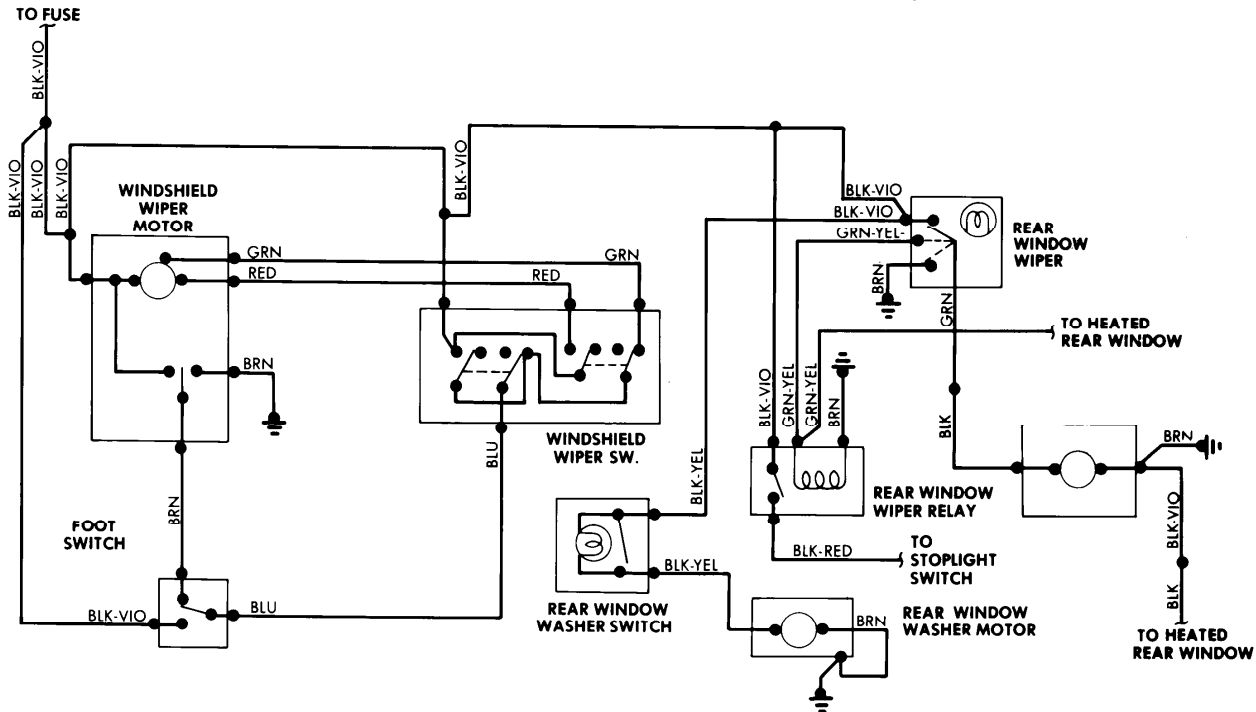 TO FUSE
BLK-VIO
BLK-VIO
BLK-VIO
BLK-VIO
WINDSHIELD
WIPER
MOTOR
GRN
RED
BRN
BRN
FOOT
SWITCH
BLK-VIO
BLU
BLK-VIO
GRN
RED
WINDSHIELD
WIPER SW.
BLU
BLK-VIO
BLK-VIO
GRN-YEL-
BRN
REAR
WINDOW
WIPER
GRN
TO HEATED
REAR WINDOW
BLK-VIO
GRN-YEL
GRN-YEL
BRN
BLK
BLK-YEL
REAR WINDOW
WIPER RELAY
BRN
BLK-VIO
BLK
TO HEATED
REAR WINDOW
BLK-RED
TO
STOPLIGHT
SWITCH
BLK-YEL
REAR WINDOW
WASHER SWITCH
BRN
REAR WINDOW
WASHER MOTOR